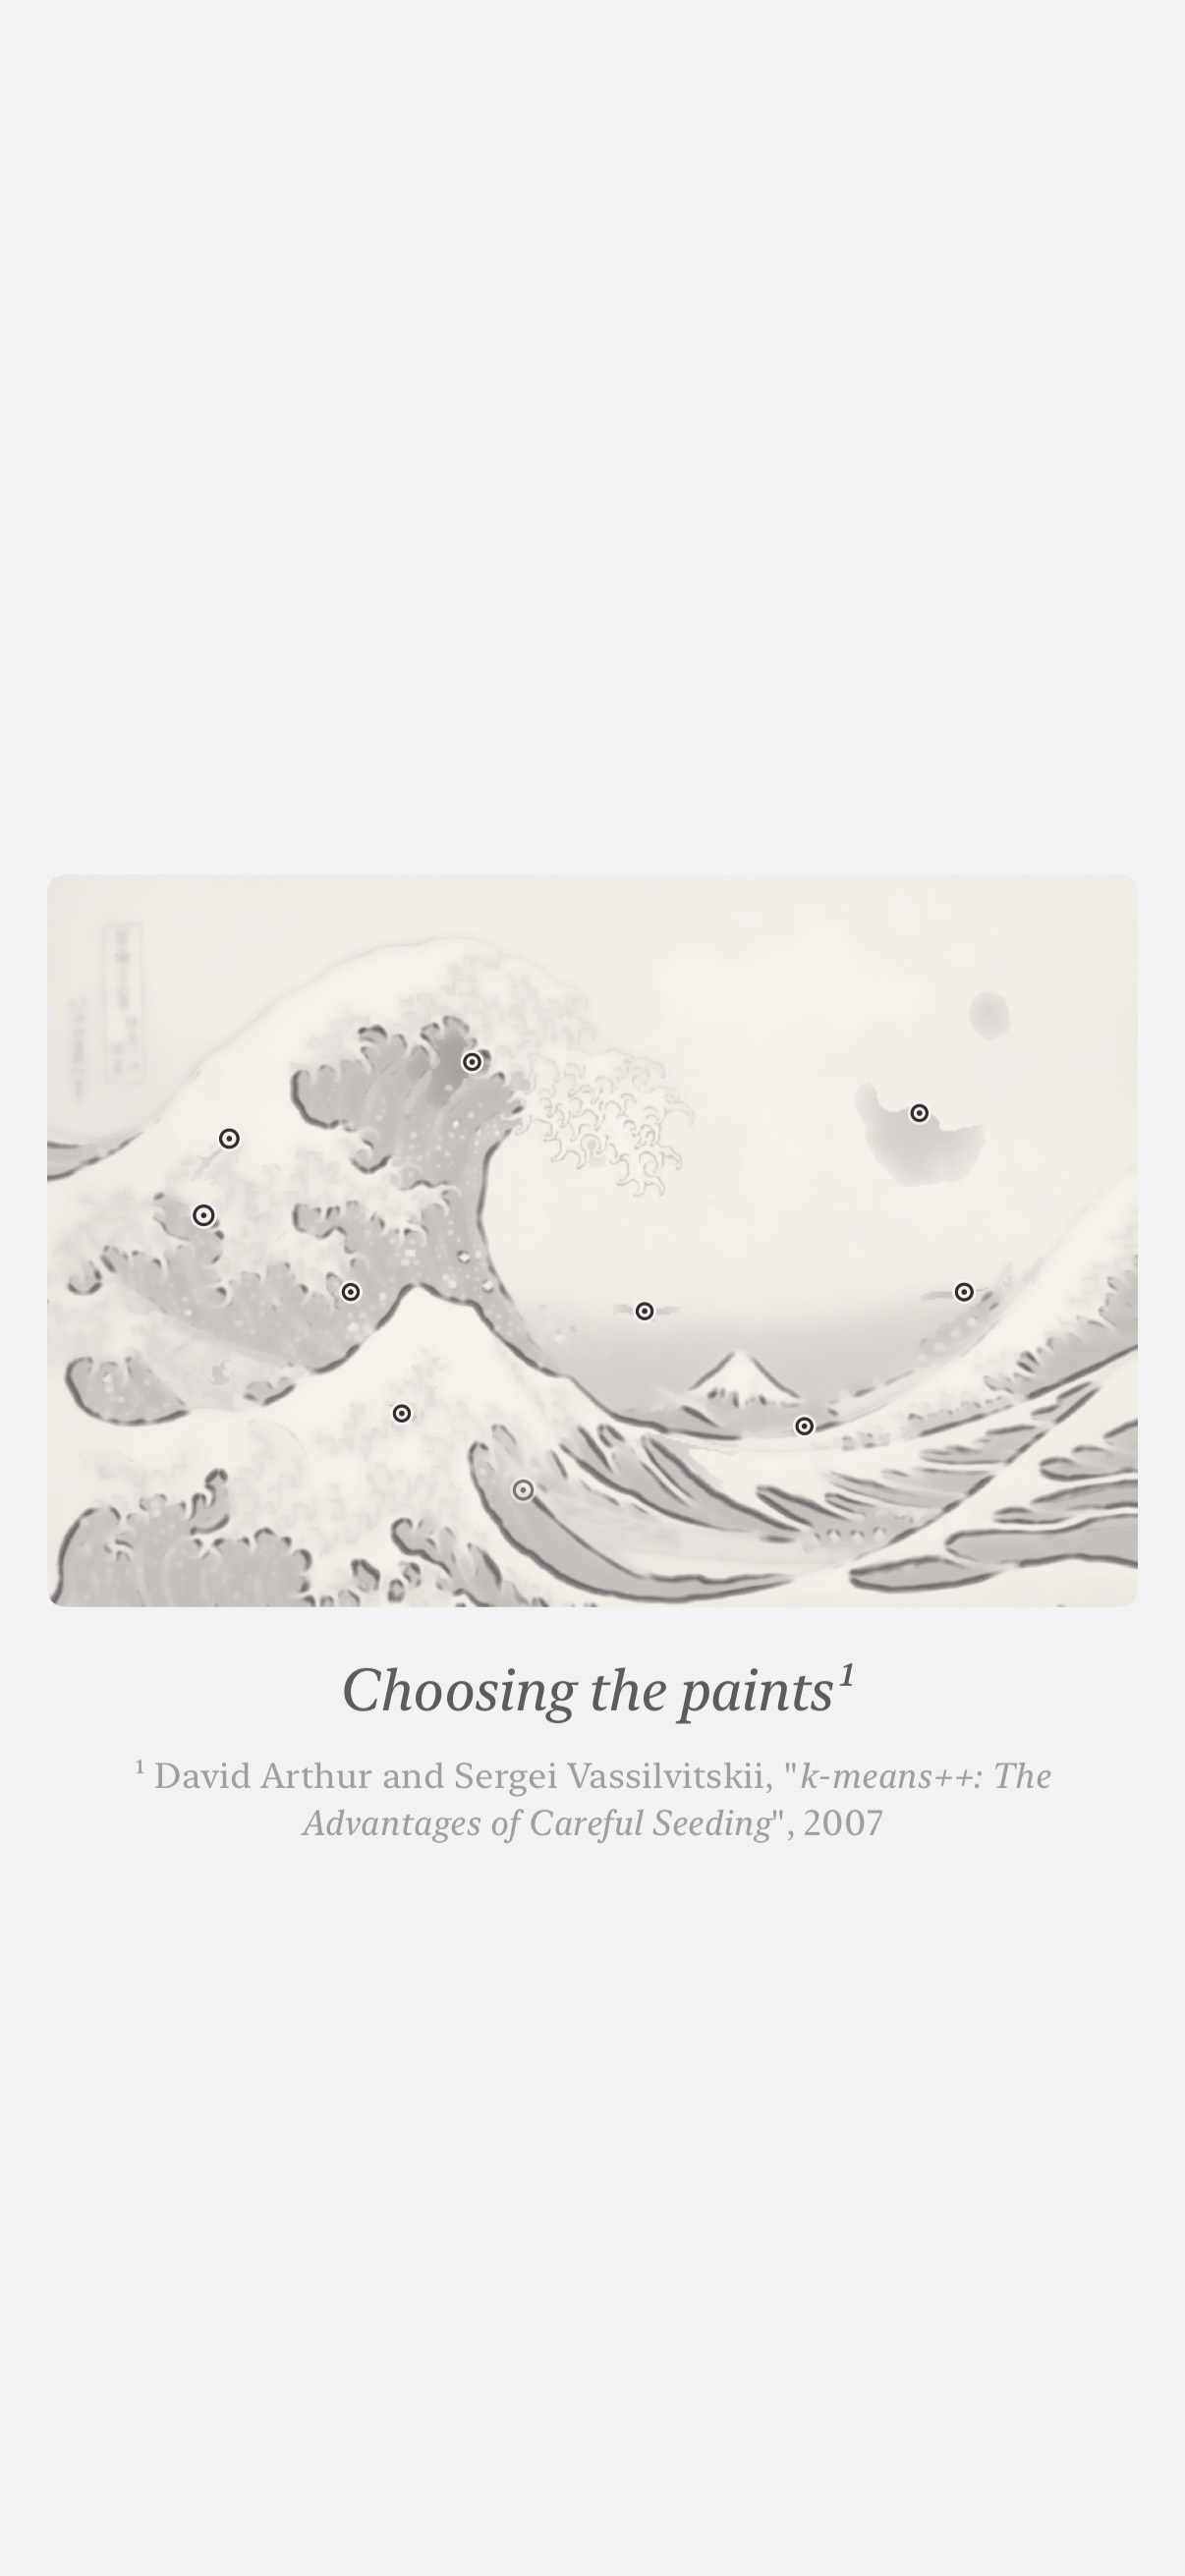 Choosing the paints¹
¹ David Arthur and Sergei Vassilvitskii, "k-means++: The
Advantages of Careful Seeding", 2007